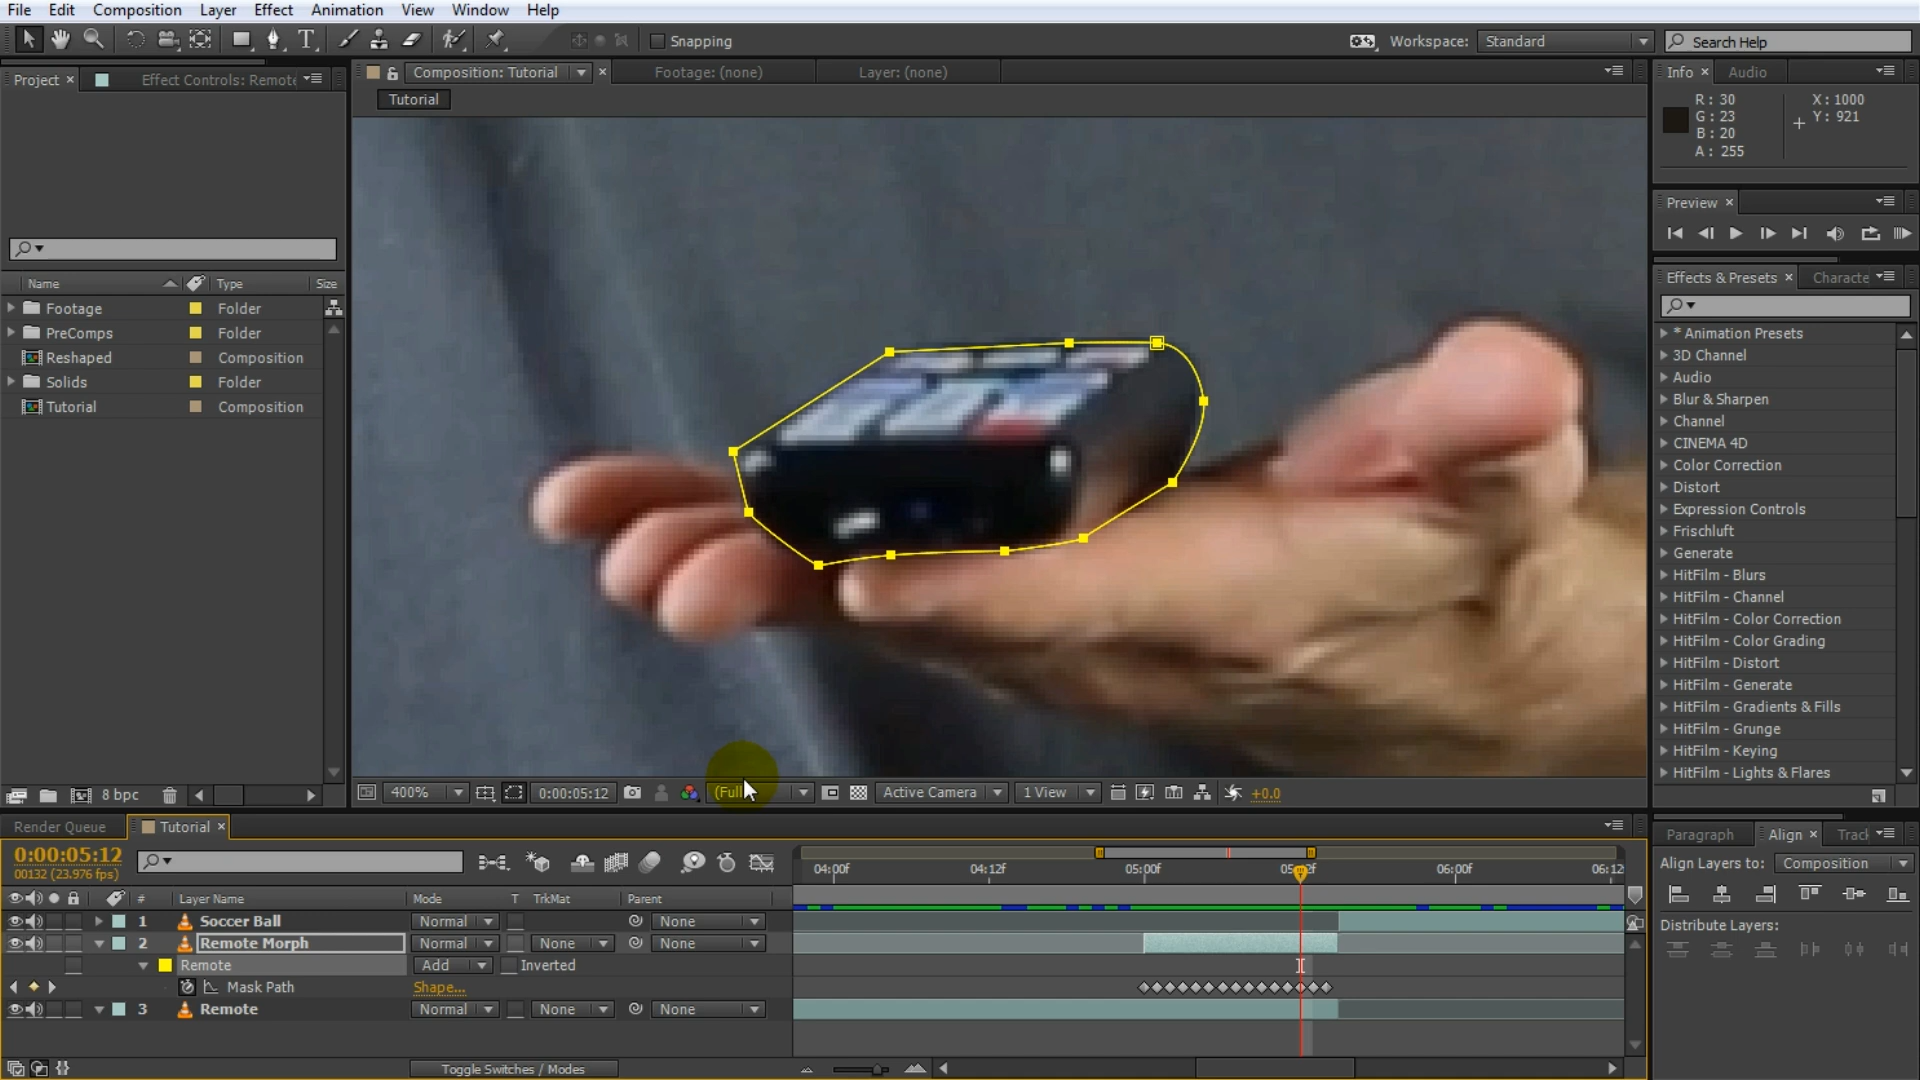 File Edit Composition Layer Effect Animation View Window Help
Snapping
Workspace: Standard
Search Help
Project × Effect Controls: Remote
Composition: Tutorial ×
Footage: (none)
Layer: (none)
Info × Audio
Tutorial
R: 30 X: 1000
G: 23 Y: 921
B: 20
A: 255
Preview ×
Effects & Presets × Characte
Name Type Size
Footage Folder
PreComps Folder
Reshaped Composition
Solids Folder
Tutorial Composition
* Animation Presets
3D Channel
Audio
Blur & Sharpen
Channel
CINEMA 4D
Color Correction
Distort
Expression Controls
Frischluft
Generate
HitFilm - Blurs
HitFilm - Channel
HitFilm - Color Correction
HitFilm - Color Grading
HitFilm - Distort
HitFilm - Generate
HitFilm - Gradients & Fills
HitFilm - Grunge
HitFilm - Keying
HitFilm - Lights & Flares
8 bpc
400% 0:00:05:12 (Full Active Camera 1 View +0.0
Render Queue Tutorial ×
Paragraph Align × Track
0:00:05:12
00132 (23.976 fps)
04:00f 04:12f 05:00f 06:00f 06:12
Align Layers to: Composition
# Layer Name Mode T TrkMat Parent
1 Soccer Ball Normal None
2 Remote Morph Normal None None
Remote Add Inverted
Mask Path Shape...
3 Remote Normal None None
Distribute Layers:
Toggle Switches / Modes